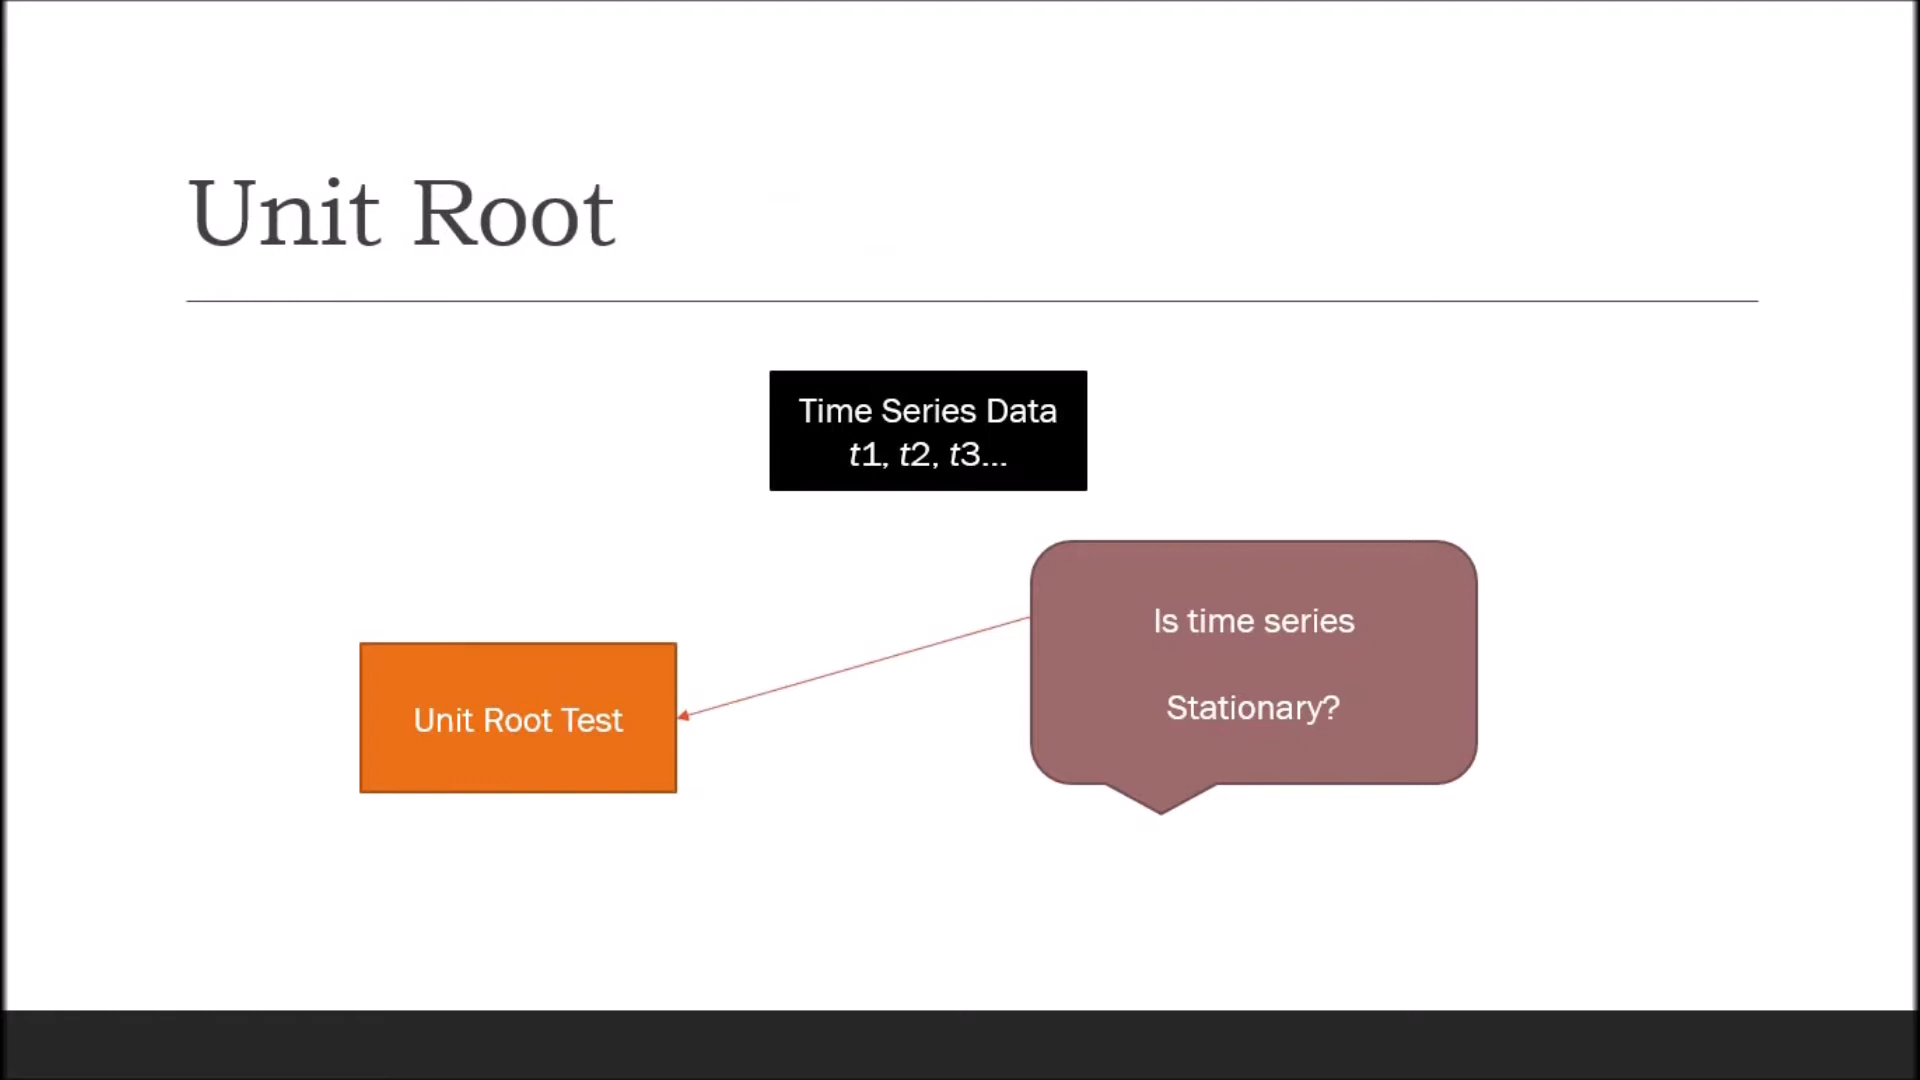 Unit Root
Time Series Data
t1, t2, t3...
Is time series
Stationary?
Unit Root Test